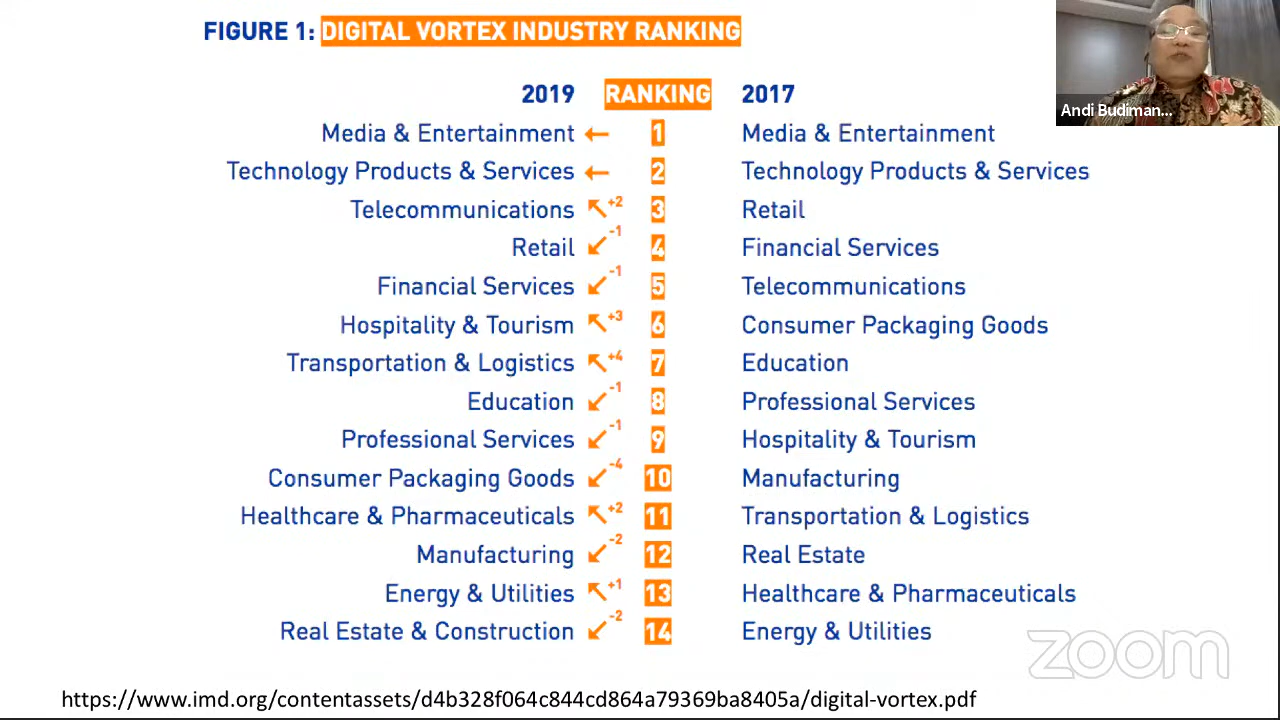 FIGURE 1: DIGITAL VORTEX INDUSTRY RANKING
Andi Budiman...
2019 RANKING 2017
Media & Entertainment ← 1 Media & Entertainment
Technology Products & Services ← 2 Technology Products & Services
Telecommunications ↖ +2 3 Retail
Retail ↙ -1 4 Financial Services
Financial Services ↙ -1 5 Telecommunications
Hospitality & Tourism ↖ +3 6 Consumer Packaging Goods
Transportation & Logistics ↖ +4 7 Education
Education ↙ -1 8 Professional Services
Professional Services ↙ -1 9 Hospitality & Tourism
Consumer Packaging Goods ↙ -4 10 Manufacturing
Healthcare & Pharmaceuticals ↖ +2 11 Transportation & Logistics
Manufacturing ↙ -2 12 Real Estate
Energy & Utilities ↖ +1 13 Healthcare & Pharmaceuticals
Real Estate & Construction ↙ -2 14 Energy & Utilities
zoom
https://www.imd.org/contentassets/d4b328f064c844cd864a79369ba8405a/digital-vortex.pdf